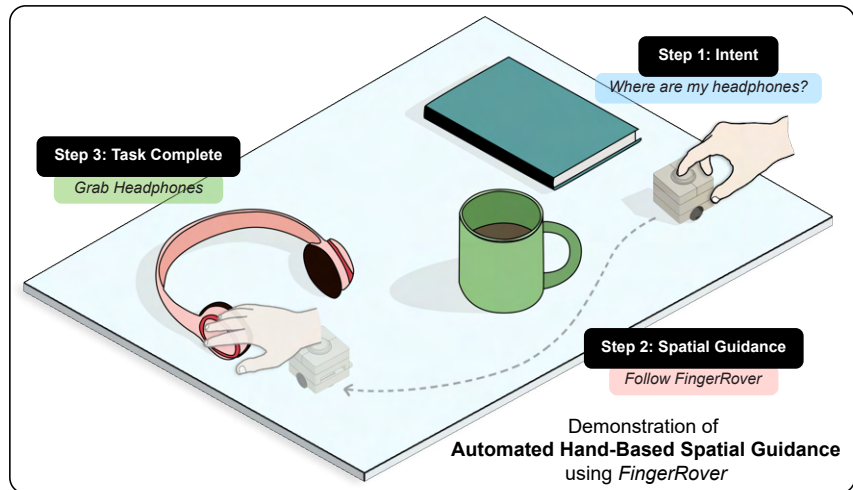 Step 1: Intent
Where are my headphones?
Step 3: Task Complete
Grab Headphones
Step 2: Spatial Guidance
Follow FingerRover
Demonstration of
Automated Hand-Based Spatial Guidance
using FingerRover